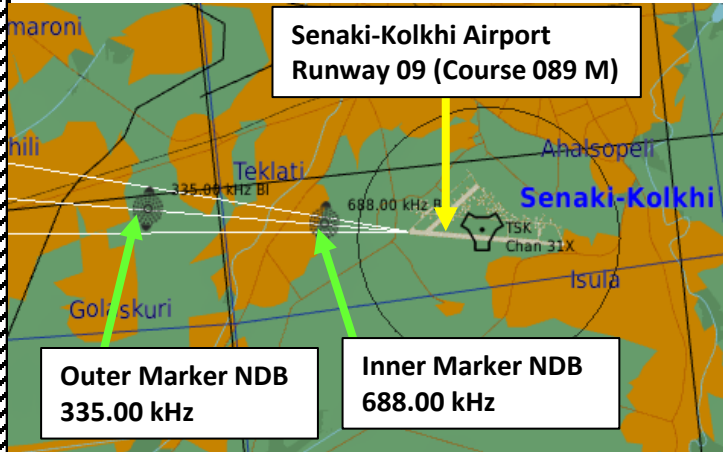 maroni
Senaki-Kolkhi Airport
Runway 09 (Course 089 M)
hili
Teklati
Ahalsopeli
335.00 kHz BI
688.00 kHz B
Senaki-Kolkhi
TSK
Chan 31X
Isula
Golaskuri
Outer Marker NDB
335.00 kHz
Inner Marker NDB
688.00 kHz